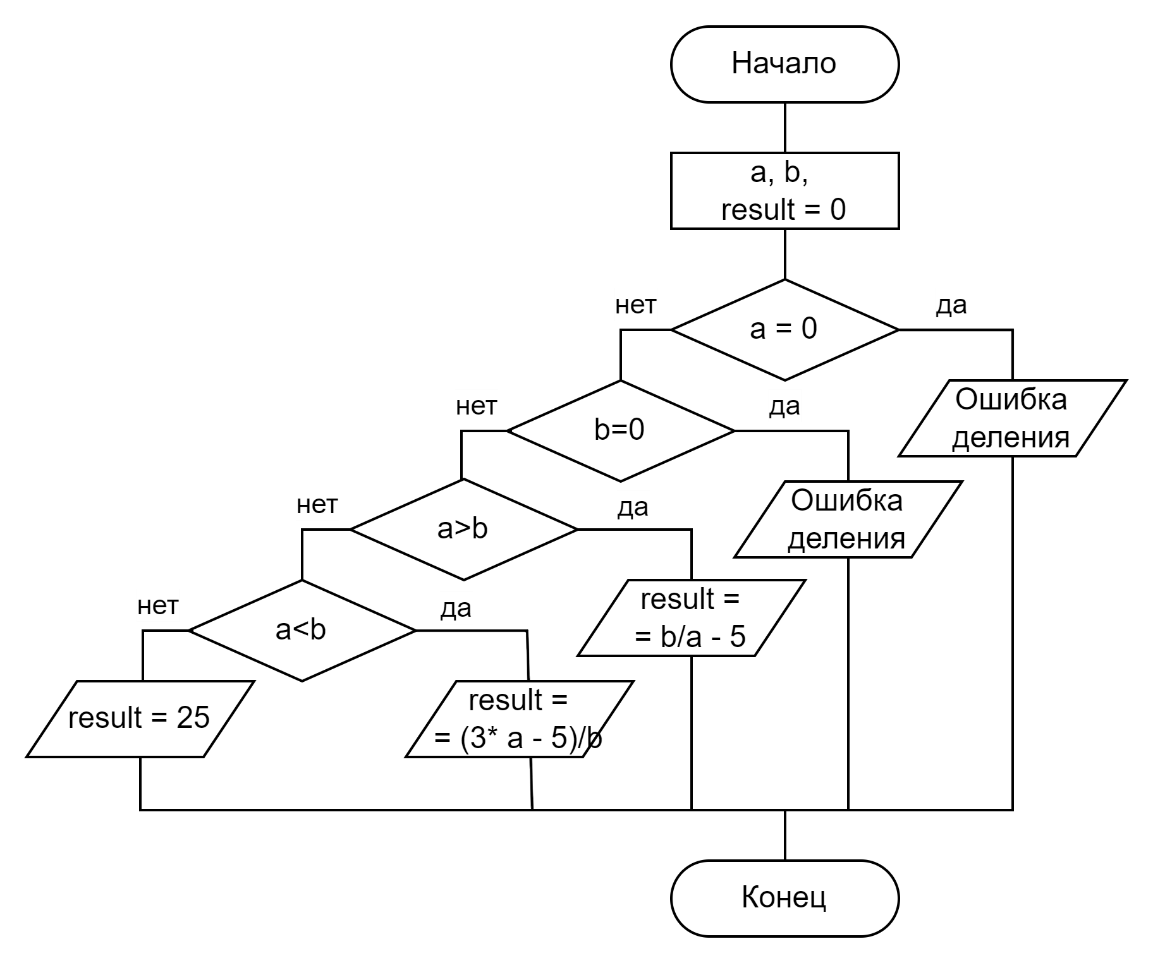 Начало
a, b,
result = 0
a = 0
нет
да
Ошибка
деления
b=0
нет
да
Ошибка
деления
a>b
нет
да
result =
= b/a - 5
a<b
нет
да
result = 25
result =
= (3* a - 5)/b
Конец